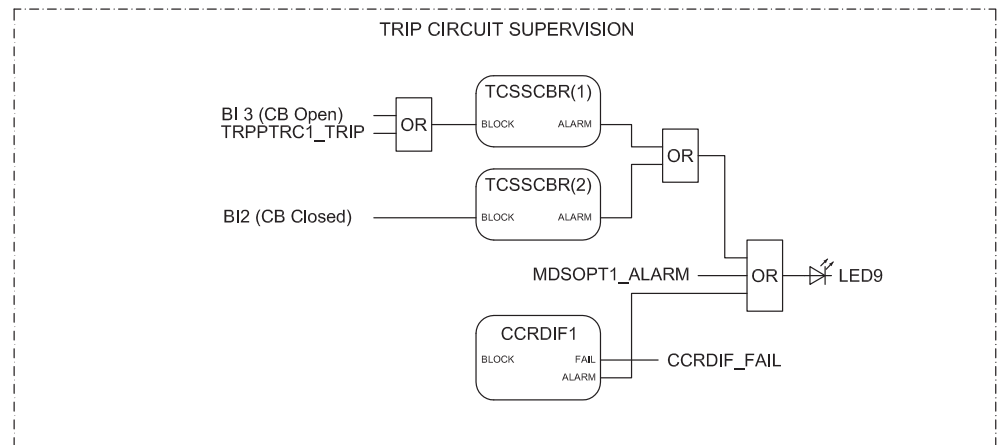 TRIP CIRCUIT SUPERVISION
TCSSCBR(1)
BI 3 (CB Open)
TRPPTRC1_TRIP
OR
BLOCK
ALARM
OR
TCSSCBR(2)
BI2 (CB Closed)
BLOCK
ALARM
MDSOPT1_ALARM
OR
LED9
CCRDIF1
BLOCK
FAIL
CCRDIF_FAIL
ALARM